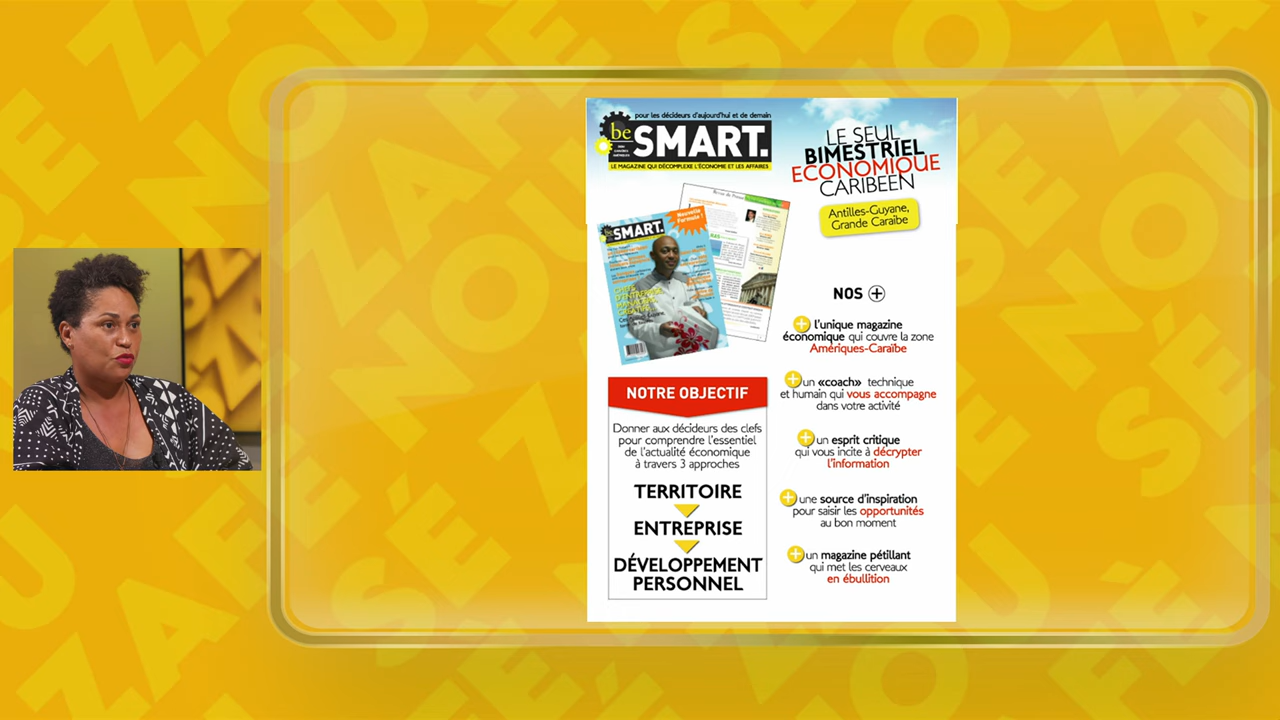 pour les décideurs d'aujourd'hui et de demain
be
SMART.
LE MAGAZINE QUI DÉCOMPLEXE L'ÉCONOMIE ET LES AFFAIRES
LE SEUL
BIMESTRIEL
ECONOMIQUE
CARIBEEN
Antilles-Guyane,
Grande Caraïbe
Nouvelle
Formule !
be
SMART.
NOTRE OBJECTIF
Donner aux décideurs des clefs
pour comprendre l'essentiel
de l'actualité économique
à travers 3 approches
TERRITOIRE
ENTREPRISE
DÉVELOPPEMENT
PERSONNEL
NOS +
+ l'unique magazine
économique qui couvre la zone
Amériques-Caraïbe
+ un «coach» technique
et humain qui vous accompagne
dans votre activité
+ un esprit critique
qui vous incite à décrypter
l'information
+ une source d'inspiration
pour saisir les opportunités
au bon moment
+ un magazine pétillant
qui met les cerveaux
en ébullition